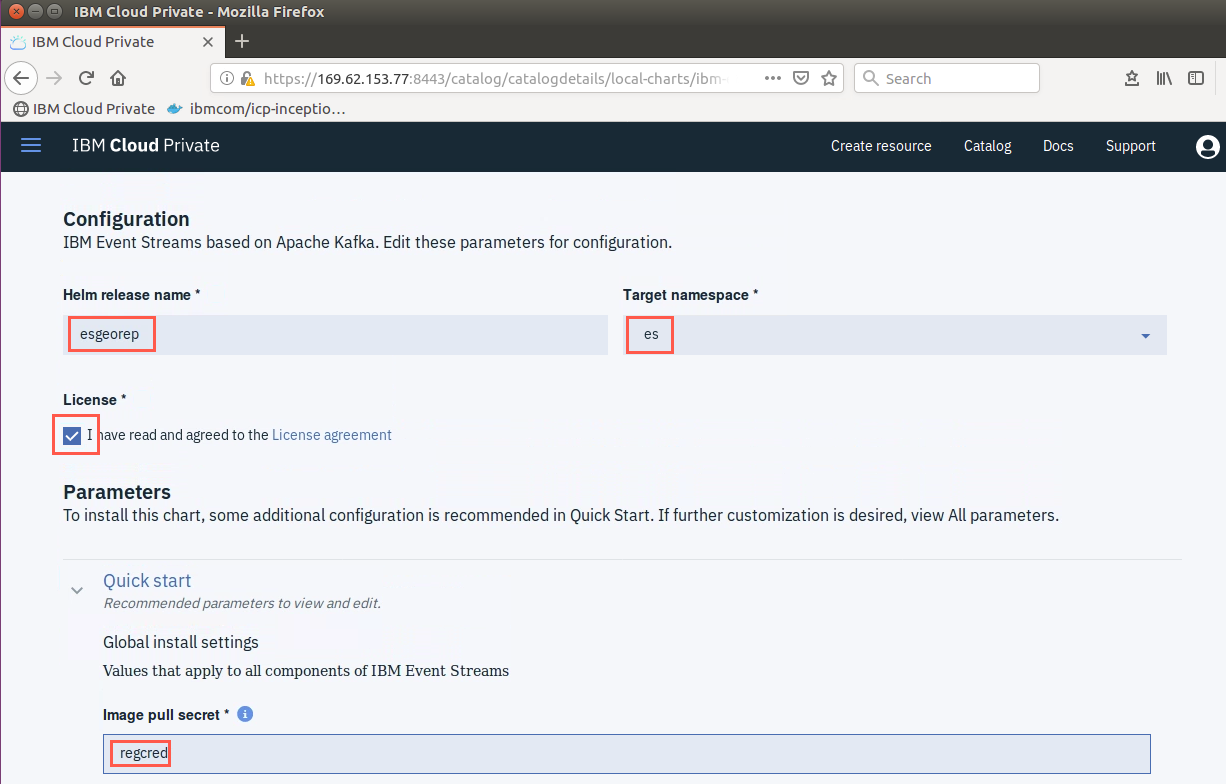 IBM Cloud Private - Mozilla Firefox
IBM Cloud Private
https://169.62.153.77:8443/catalog/catalogdetails/local-charts/ibm-
Search
IBM Cloud Private
ibmcom/icp-inceptio…
IBM Cloud Private
Create resource
Catalog
Docs
Support
Configuration
IBM Event Streams based on Apache Kafka. Edit these parameters for configuration.
Helm release name *
Target namespace *
esgeorep
es
License *
I have read and agreed to the License agreement
Parameters
To install this chart, some additional configuration is recommended in Quick Start. If further customization is desired, view All parameters.
Quick start
Recommended parameters to view and edit.
Global install settings
Values that apply to all components of IBM Event Streams
Image pull secret *
regcred